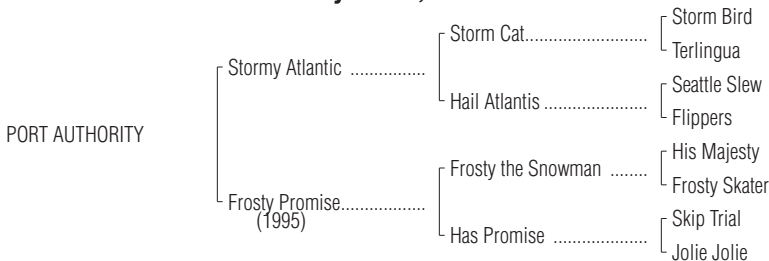 Storm Bird
Storm Cat........................
Terlingua
Stormy Atlantic ...............
Seattle Slew
Hail Atlantis .....................
Flippers
PORT AUTHORITY
His Majesty
Frosty the Snowman ........
Frosty Skater
Frosty Promise.................
(1995)
Skip Trial
Has Promise ...................
Jolie Jolie